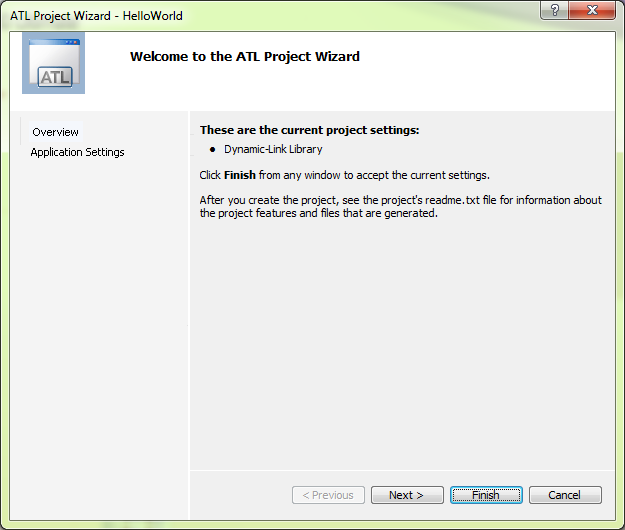 ATL Project Wizard - HelloWorld
?
ATL
Welcome to the ATL Project Wizard
Overview
Application Settings
These are the current project settings:
• Dynamic-Link Library
Click Finish from any window to accept the current settings.
After you create the project, see the project's readme.txt file for information about
the project features and files that are generated.
< Previous
Next >
Finish
Cancel